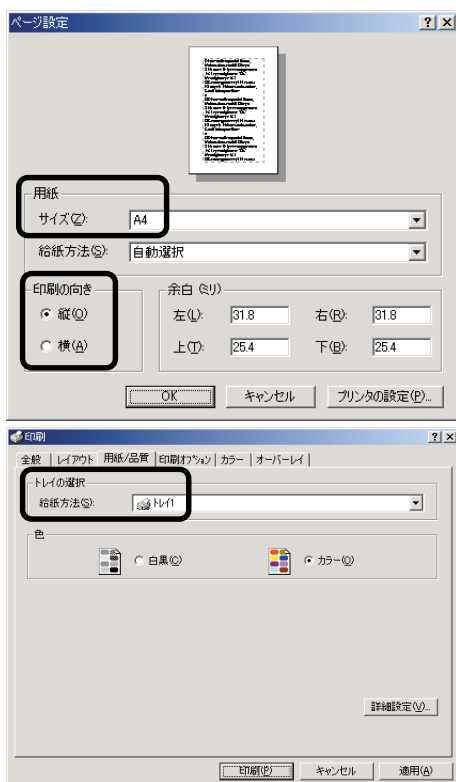 ページ設定
用紙
サイズ(Z): A4
給紙方法(S): 自動選択
印刷の向き
縦(O)
横(A)
余白 (ミリ)
左(L): 31.8 右(R): 31.8
上(T): 25.4 下(B): 25.4
OK キャンセル プリンタの設定(P)...
印刷
全般 レイアウト 用紙/品質 印刷オプション カラー オーバーレイ
トレイの選択
給紙方法(S): トレイ1
色
白黒(C) カラー(O)
詳細設定(V)...
印刷(P) キャンセル 適用(A)